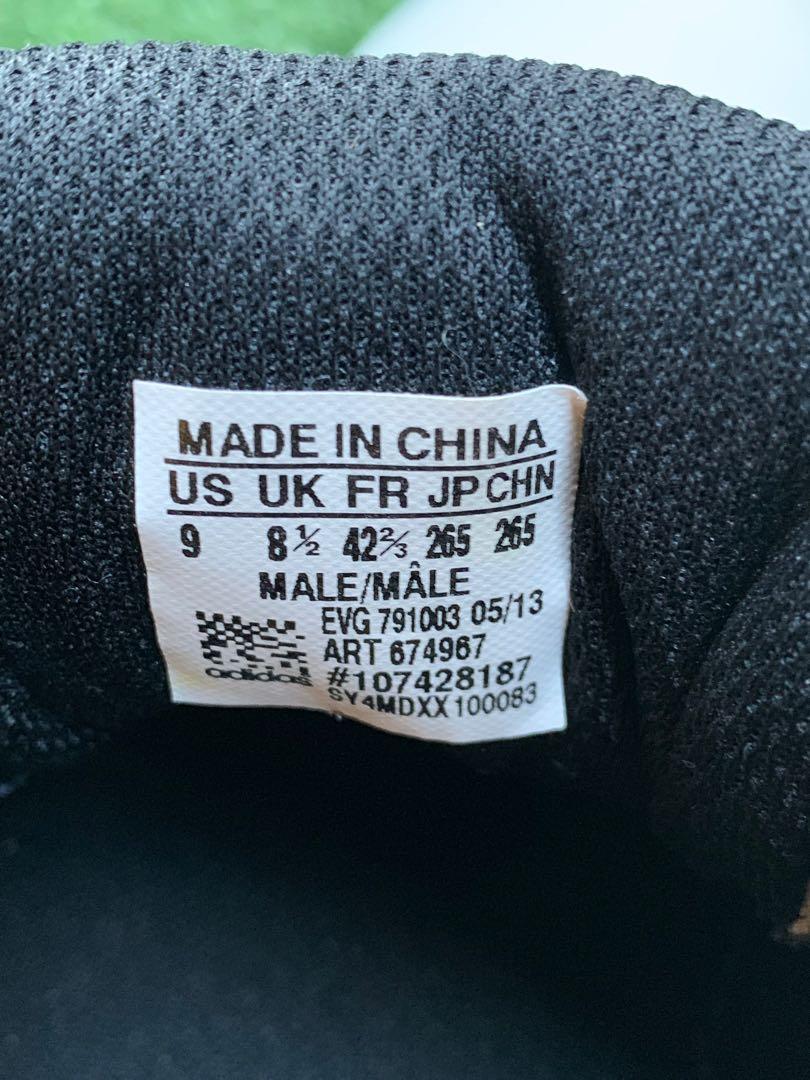 MADE IN CHINA
US UK FR JP CHN
9 8½ 42⅔ 265 265
MALE/MÂLE
EVG 791003 05/13
ART 674967
adidas #107428187
SY4MDXX100083